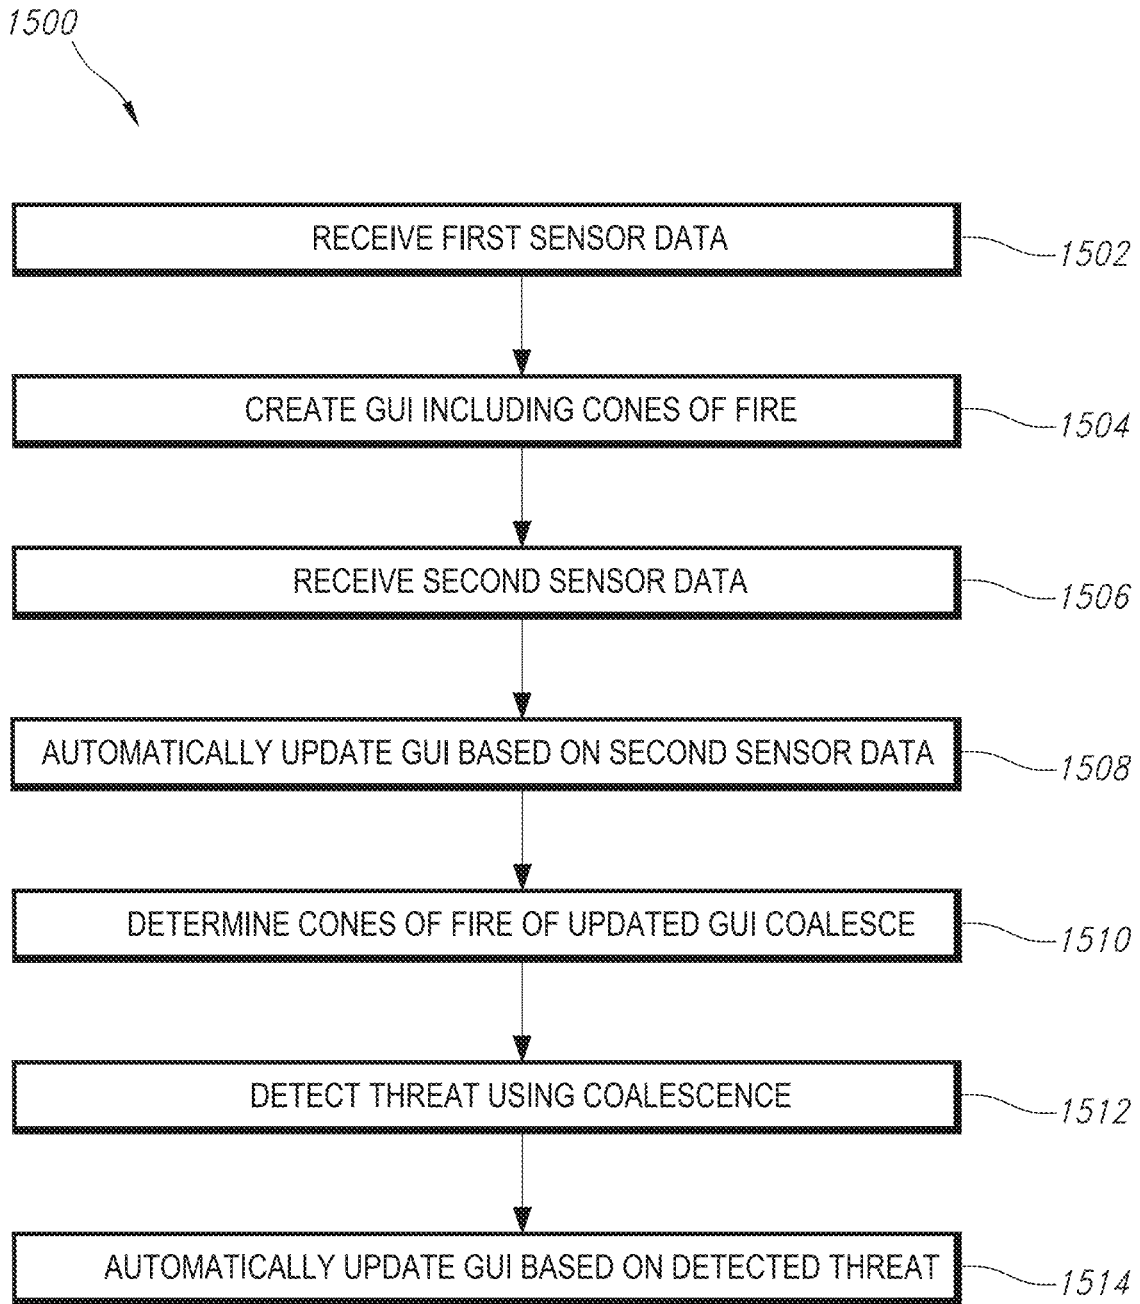 1500
RECEIVE FIRST SENSOR DATA
1502
CREATE GUI INCLUDING CONES OF FIRE
1504
RECEIVE SECOND SENSOR DATA
1506
AUTOMATICALLY UPDATE GUI BASED ON SECOND SENSOR DATA
1508
DETERMINE CONES OF FIRE OF UPDATED GUI COALESCE
1510
DETECT THREAT USING COALESCENCE
1512
AUTOMATICALLY UPDATE GUI BASED ON DETECTED THREAT
1514